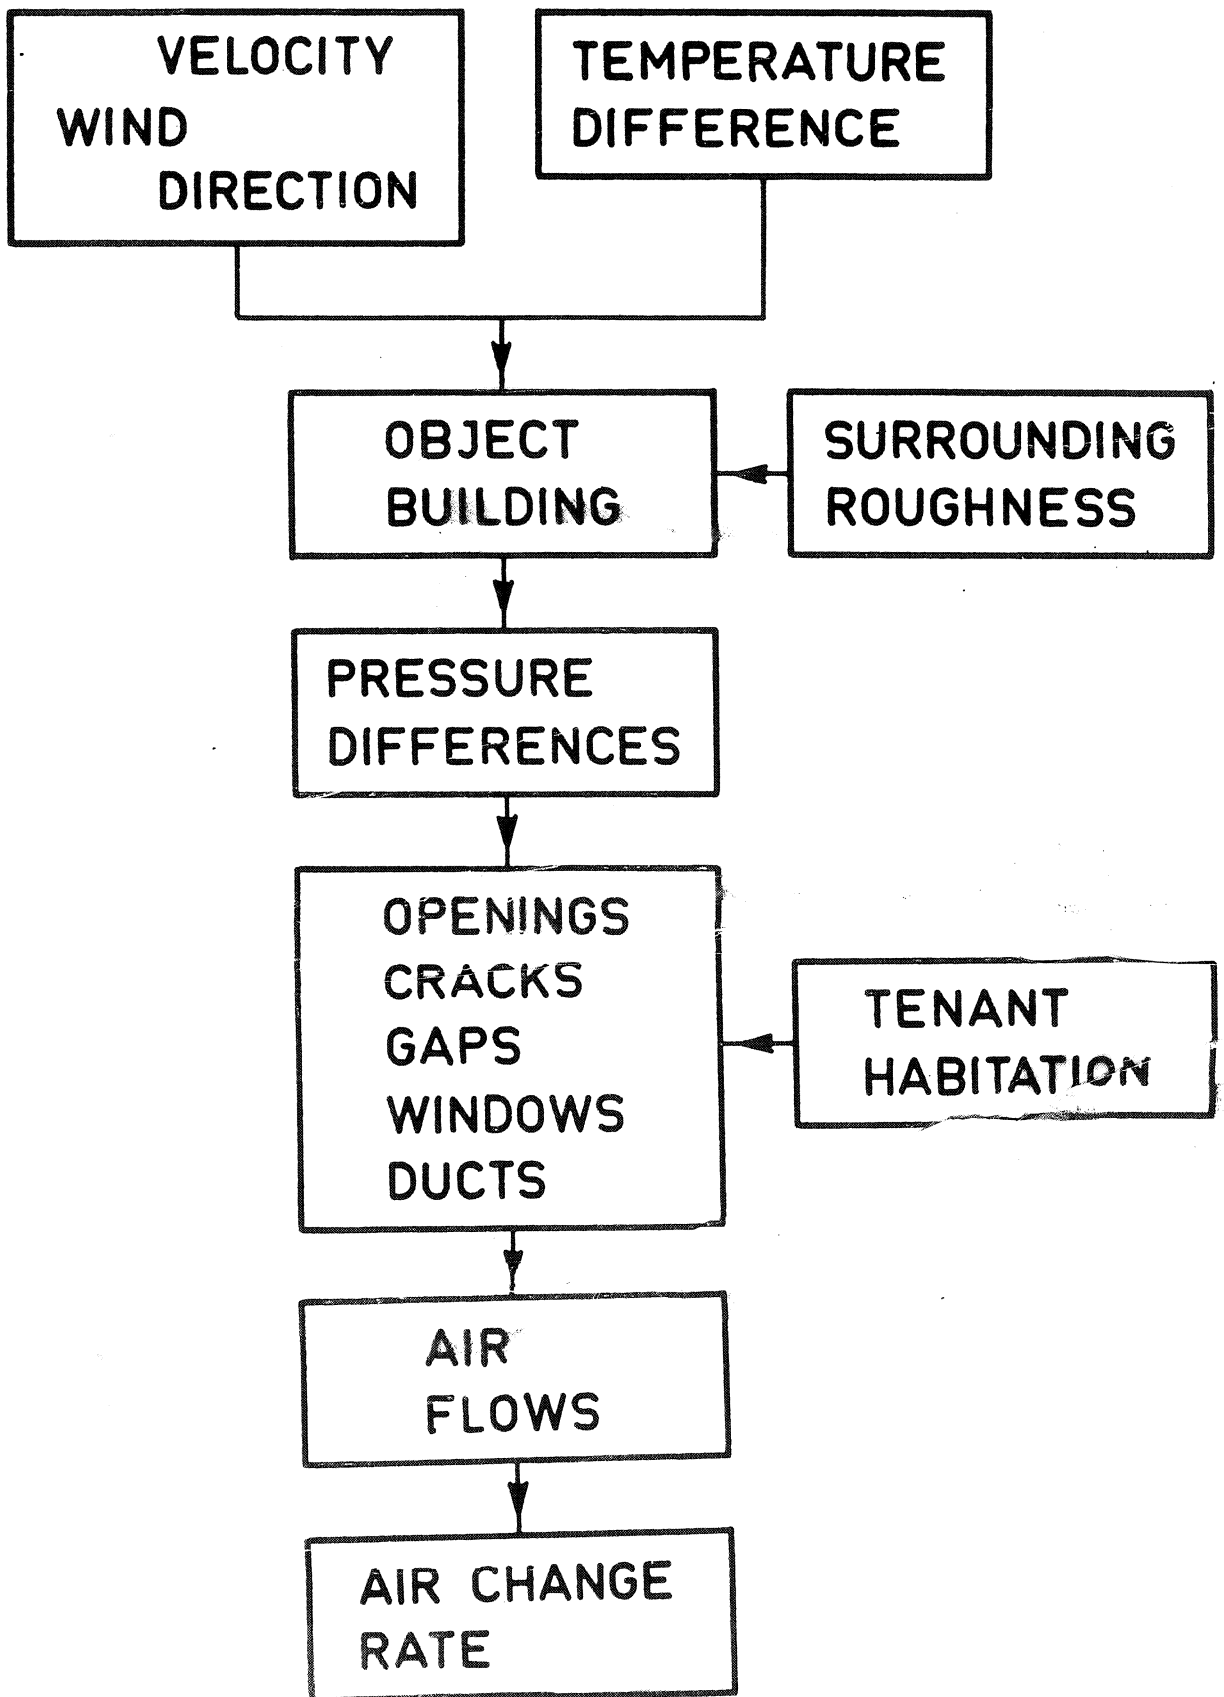 VELOCITY
WIND
DIRECTION
TEMPERATURE
DIFFERENCE
OBJECT
BUILDING
SURROUNDING
ROUGHNESS
PRESSURE
DIFFERENCES
OPENINGS
CRACKS
GAPS
WINDOWS
DUCTS
TENANT
HABITATION
AIR
FLOWS
AIR CHANGE
RATE